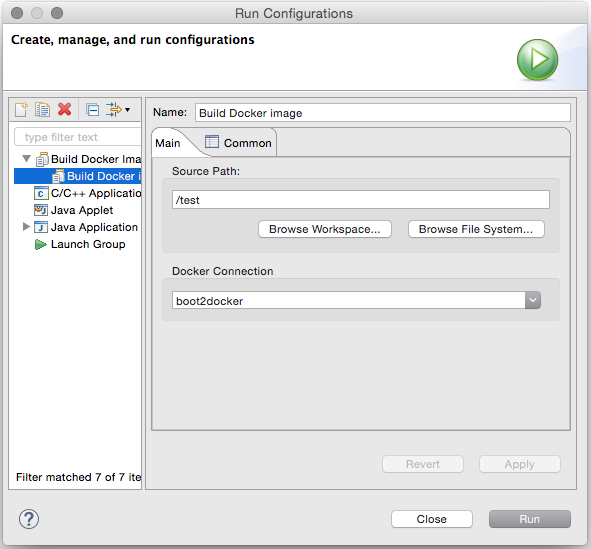 Run Configurations
Create, manage, and run configurations
type filter text
Build Docker Ima
Build Docker i
C/C++ Applicatio
Java Applet
Java Application
Launch Group
Filter matched 7 of 7 ite
Name: Build Docker image
Main Common
Source Path:
/test
Browse Workspace... Browse File System...
Docker Connection
boot2docker
Revert Apply
? Close Run